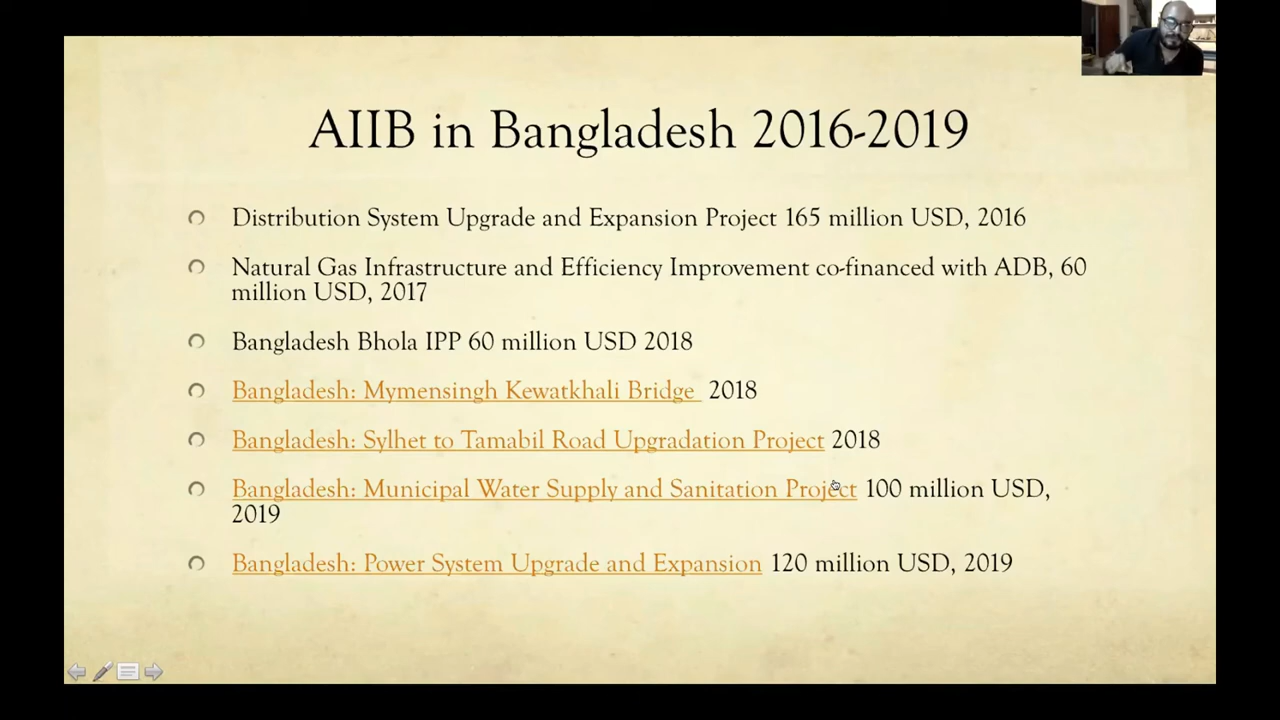 AIIB in Bangladesh 2016-2019
Distribution System Upgrade and Expansion Project 165 million USD, 2016
Natural Gas Infrastructure and Efficiency Improvement co-financed with ADB, 60
million USD, 2017
Bangladesh Bhola IPP 60 million USD 2018
Bangladesh: Mymensingh Kewatkhali Bridge 2018
Bangladesh: Sylhet to Tamabil Road Upgradation Project 2018
Bangladesh: Municipal Water Supply and Sanitation Project 100 million USD,
2019
Bangladesh: Power System Upgrade and Expansion 120 million USD, 2019